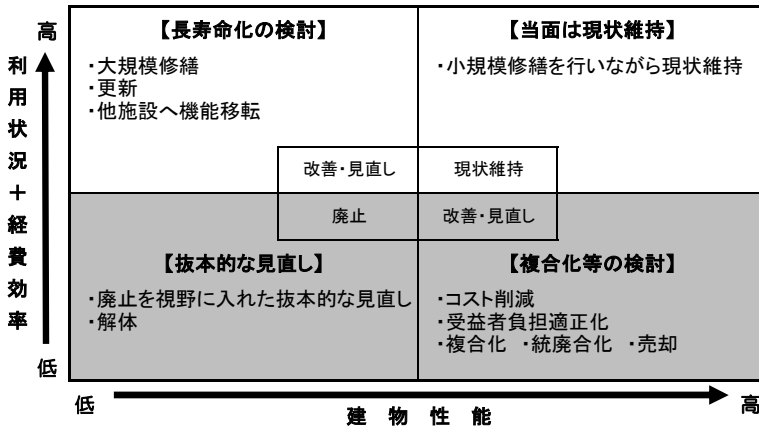 高
利用状況＋経費効率
低
【長寿命化の検討】
・大規模修繕
・更新
・他施設へ機能移転
【当面は現状維持】
・小規模修繕を行いながら現状維持
改善・見直し
現状維持
廃止
改善・見直し
【抜本的な見直し】
・廃止を視野に入れた抜本的な見直し
・解体
【複合化等の検討】
・コスト削減
・受益者負担適正化
・複合化 ・統廃合化 ・売却
低
建物性能
高